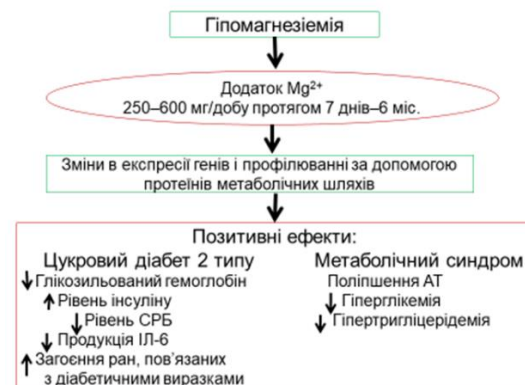 Гіпомагнезіемія
Додаток Mg²⁺
250–600 мг/добу протягом 7 днів–6 міс.
Зміни в експресії генів і профілюванні за допомогою
протеїнів метаболічних шляхів
Позитивні ефекти:
Цукровий діабет 2 типу
↓Глікозильований гемоглобін
↑Рівень інсуліну
↓Рівень СРБ
↓Продукція ІЛ-6
↑Загоєння ран, пов’язаних
з діабетичними виразками
Метаболічний синдром
Поліпшення АТ
↓Гіперглікемія
↓Гіпертригліцерідемія